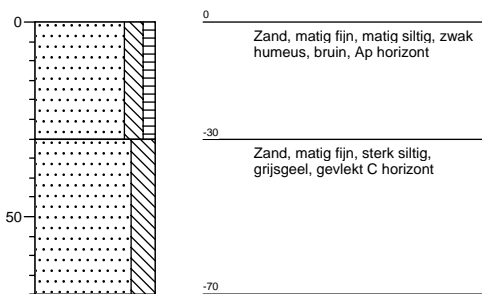 0
0
Zand, matig fijn, matig siltig, zwak
humeus, bruin, Ap horizont
-30
Zand, matig fijn, sterk siltig,
grijsgeel, gevlekt C horizont
50
-70